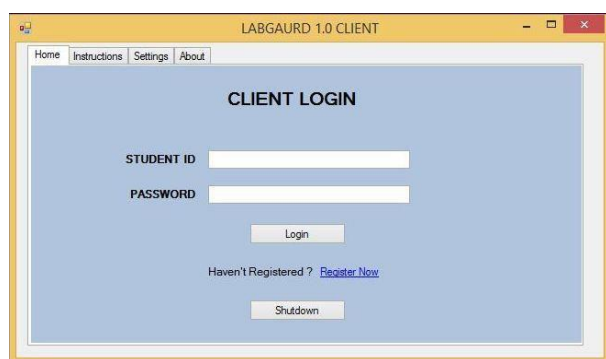 LABGAURD 1.0 CLIENT
Home Instructions Settings About
CLIENT LOGIN
STUDENT ID
PASSWORD
Login
Haven't Registered ? Register Now
Shutdown